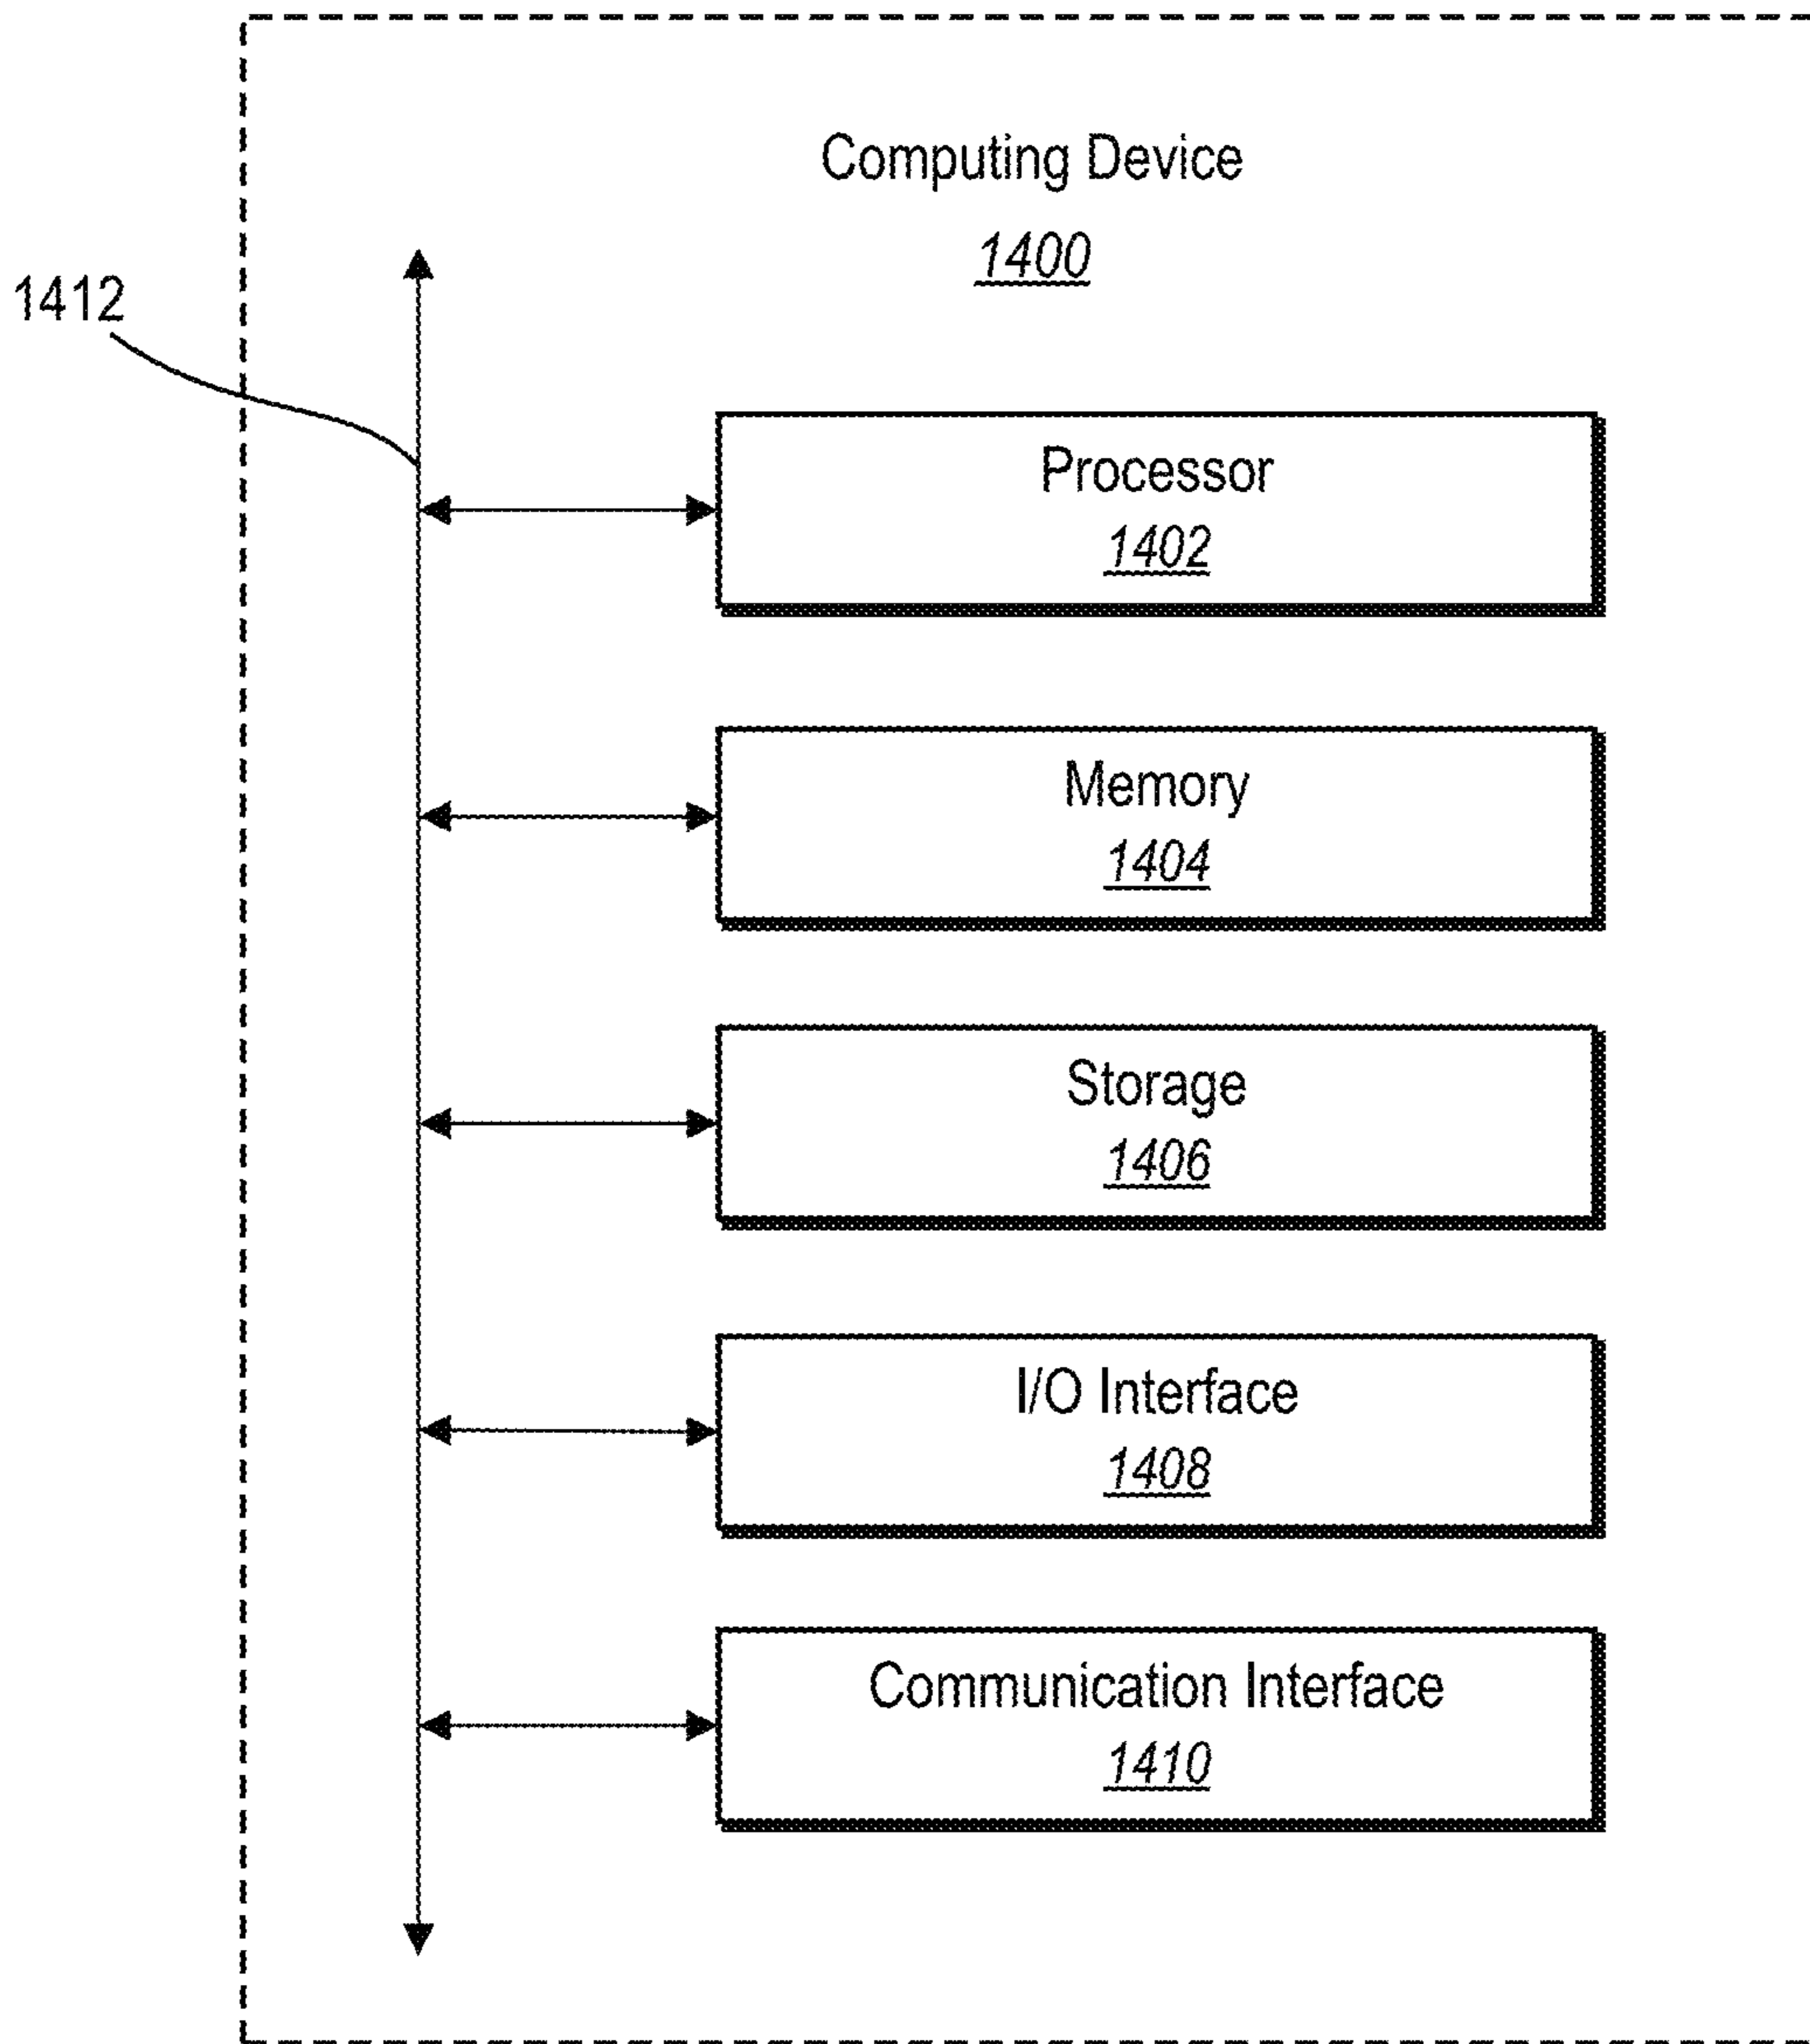 Computing Device
1400
1412
Processor
1402
Memory
1404
Storage
1406
I/O Interface
1408
Communication Interface
1410